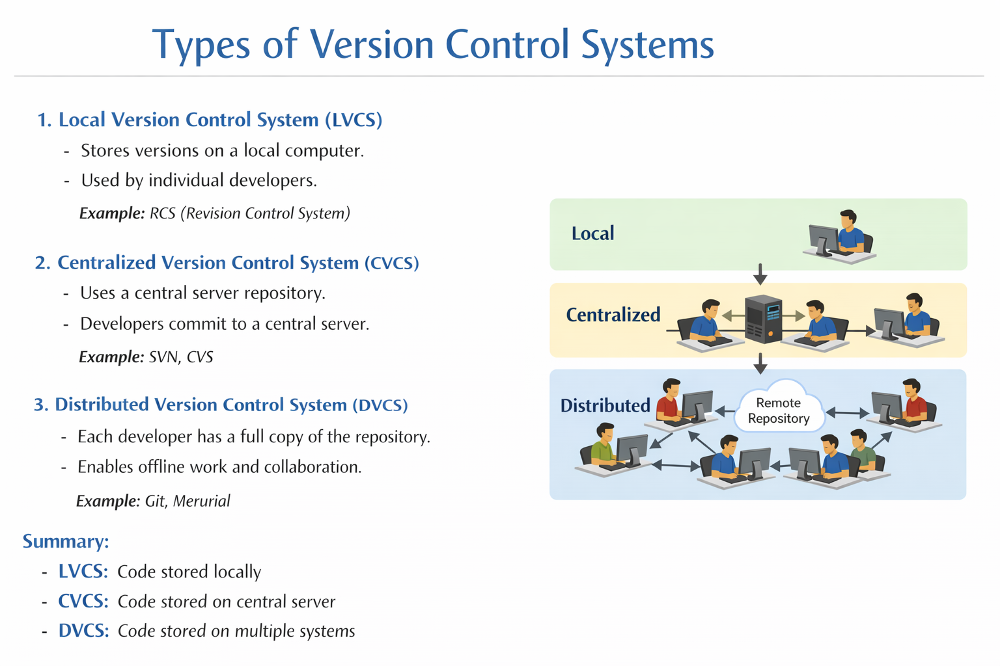 Types of Version Control Systems
1. Local Version Control System (LVCS)
- Stores versions on a local computer.
- Used by individual developers.
Example: RCS (Revision Control System)
2. Centralized Version Control System (CVCS)
- Uses a central server repository.
- Developers commit to a central server.
Example: SVN, CVS
3. Distributed Version Control System (DVCS)
- Each developer has a full copy of the repository.
- Enables offline work and collaboration.
Example: Git, Merurial
Summary:
- LVCS: Code stored locally
- CVCS: Code stored on central server
- DVCS: Code stored on multiple systems
Local
Centralized
Distributed
Remote
Repository